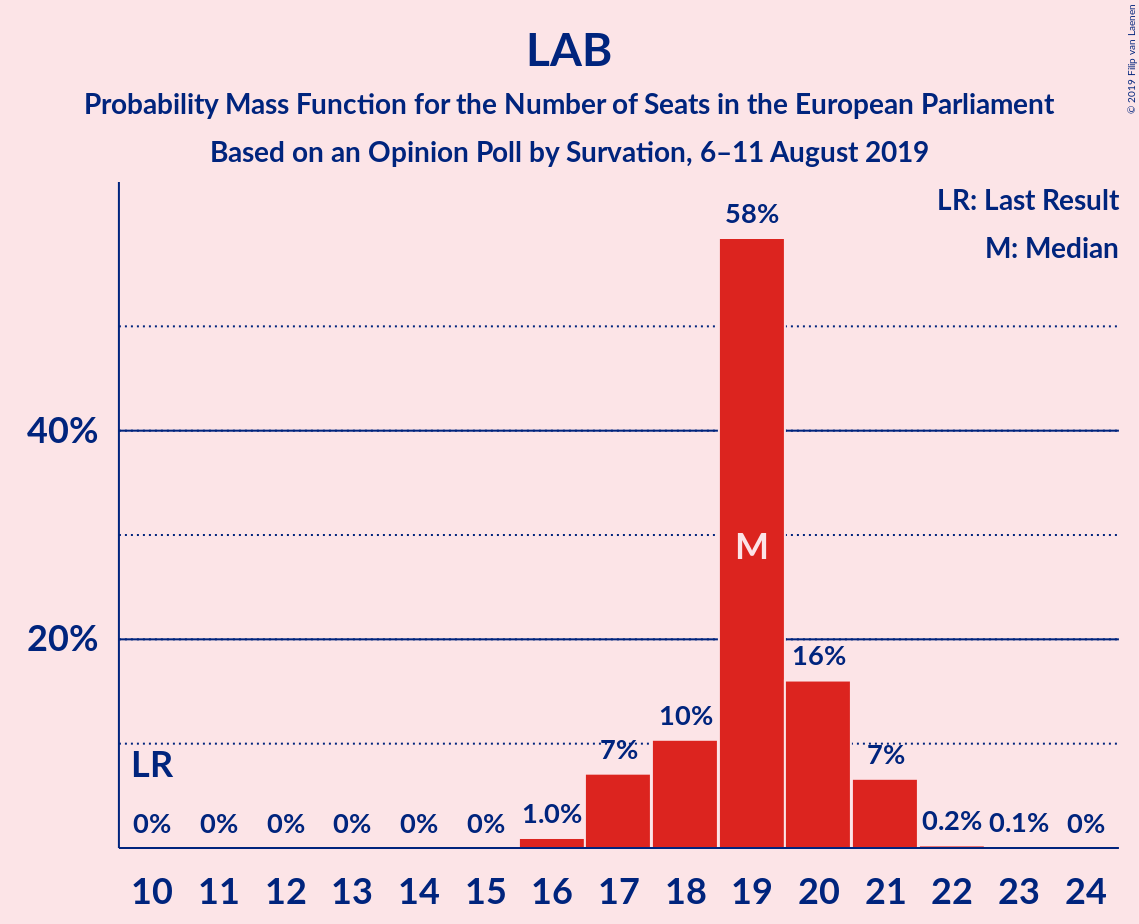 LAB
Probability Mass Function for the Number of Seats in the European Parliament
Based on an Opinion Poll by Survation, 6–11 August 2019
© 2019 Filip van Laenen
LR: Last Result
M: Median
58%
40%
M
20%
16%
10%
7%
7%
LR
0% 0% 0% 0% 0% 0% 1.0% 0.2% 0.1% 0%
10 11 12 13 14 15 16 17 18 19 20 21 22 23 24